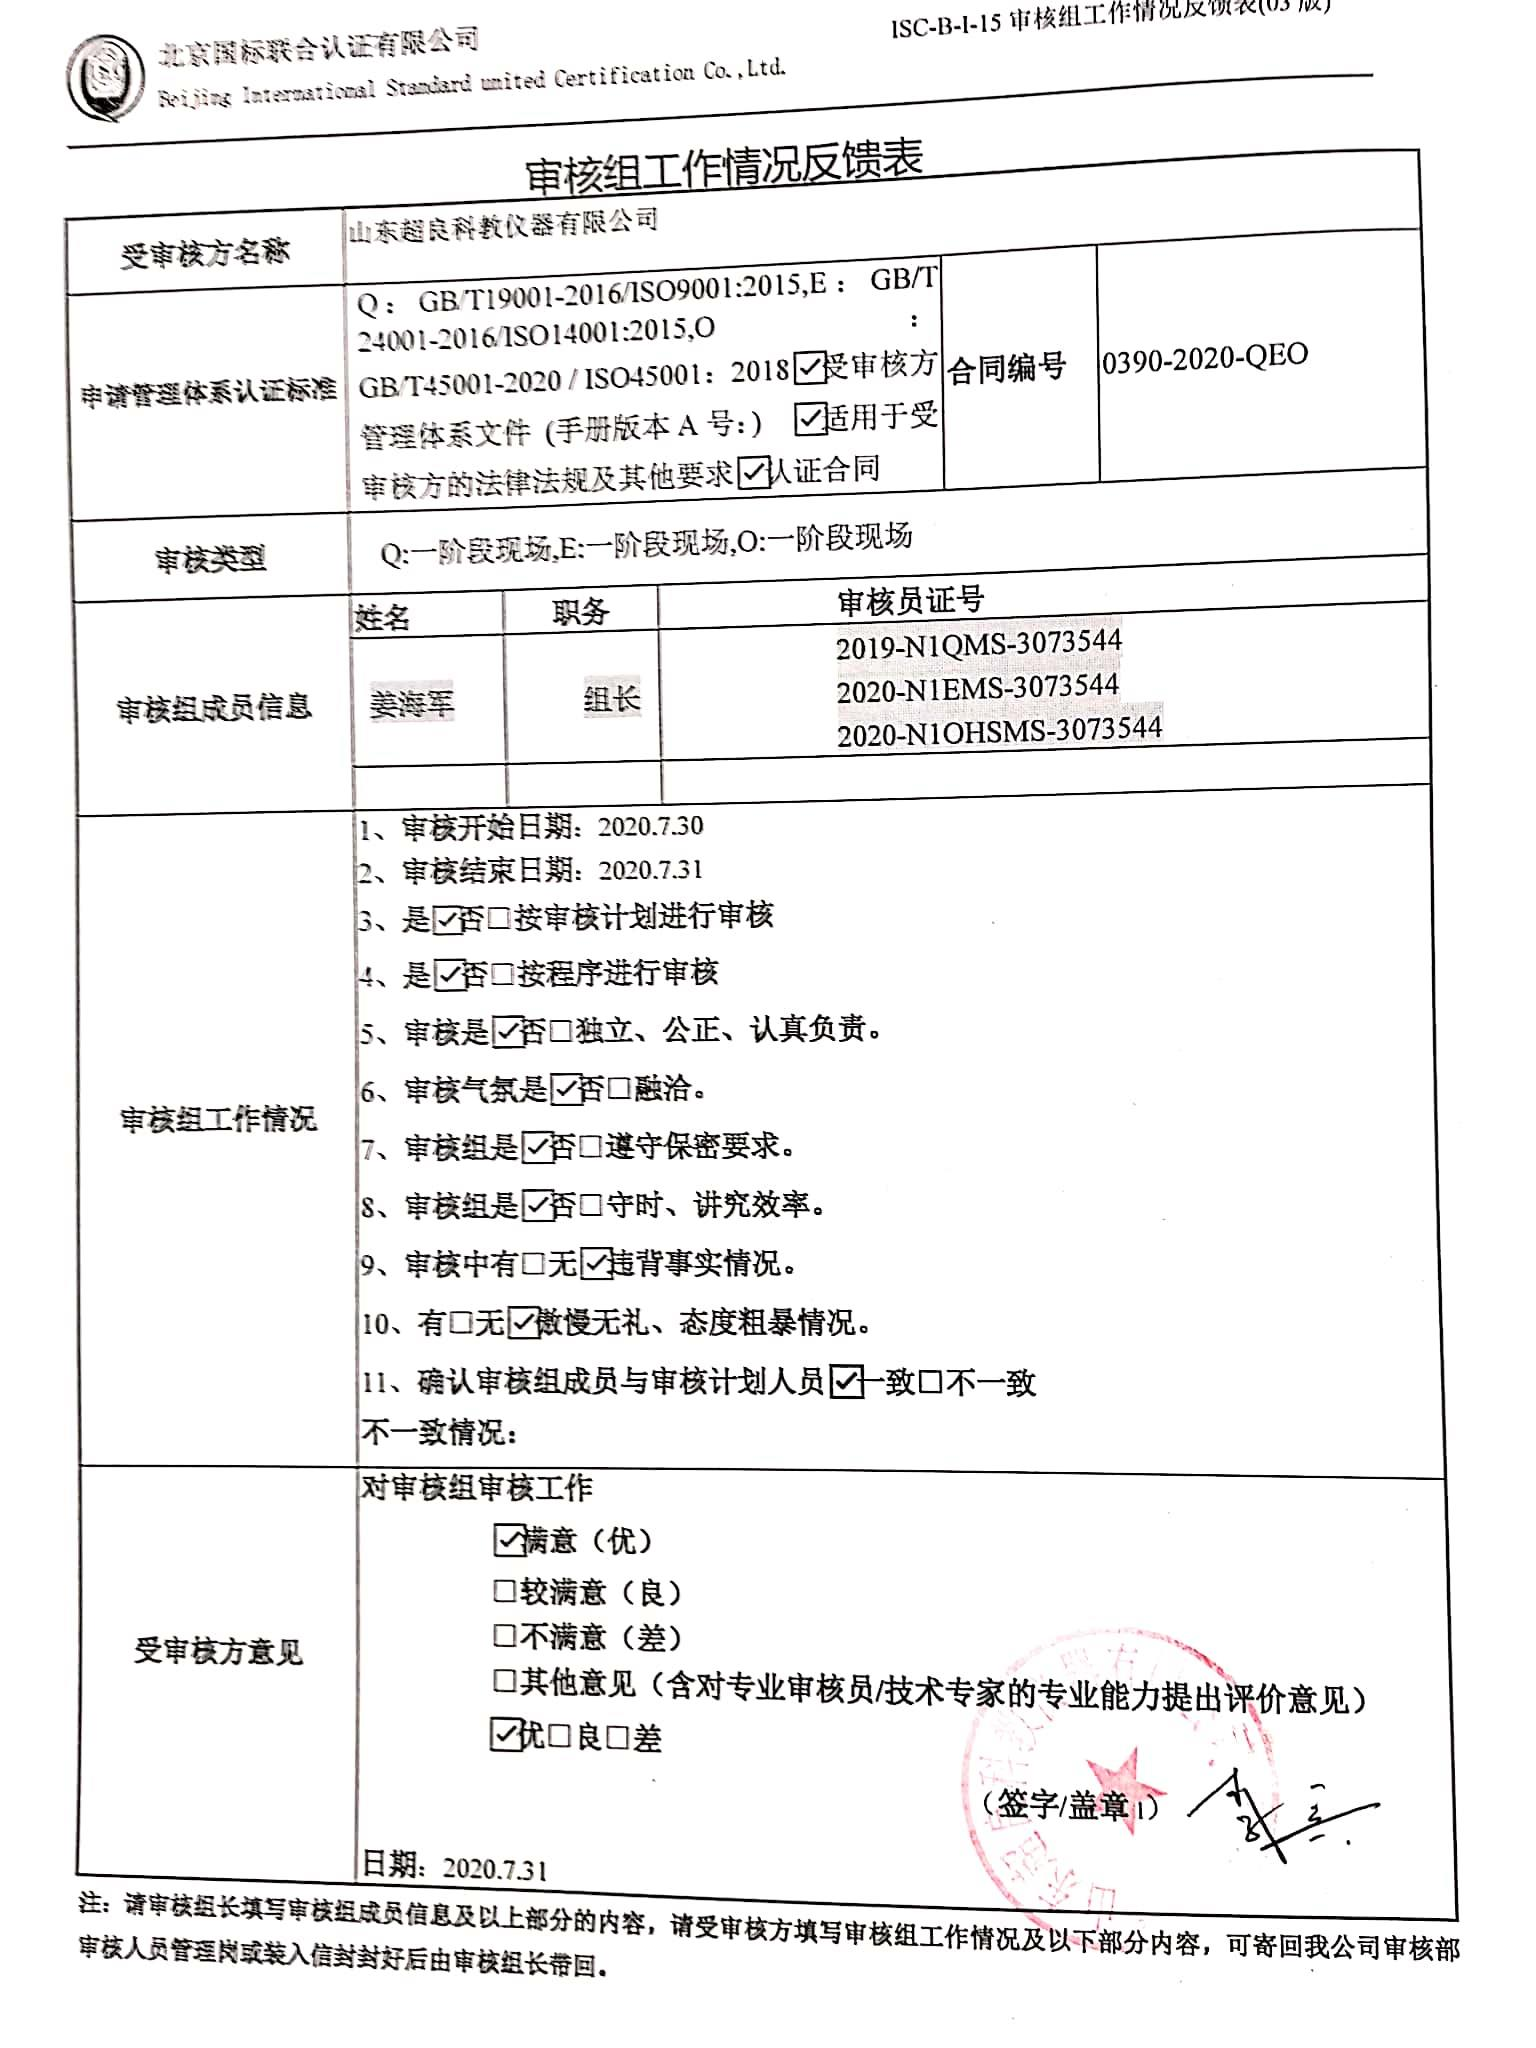 ISC-B-I-15 审核组工作情况反馈表(03 版)
北京国标联合认证有限公司
Beijing International Standard united Certification Co.,Ltd.
审核组工作情况反馈表
受审核方名称
山东超良科教仪器有限公司
申请管理体系认证标准
Q： GB/T19001-2016/ISO9001:2015,E： GB/T
24001-2016/ISO14001:2015,O ：
GB/T45001-2020 / ISO45001：2018☑受审核方
管理体系文件 (手册版本 A 号:) ☑适用于受
审核方的法律法规及其他要求☑认证合同
合同编号
0390-2020-QEO
审核类型
Q:一阶段现场,E:一阶段现场,O:一阶段现场
审核组成员信息
姓名 职务 审核员证号
姜海军 组长
2019-N1QMS-3073544
2020-N1EMS-3073544
2020-N1OHSMS-3073544
审核组工作情况
1、审核开始日期：2020.7.30
2、审核结束日期：2020.7.31
3、是☑否□按审核计划进行审核
4、是☑否□按程序进行审核
5、审核是☑否□独立、公正、认真负责。
6、审核气氛是☑否□融洽。
7、审核组是☑否□遵守保密要求。
8、审核组是☑否□守时、讲究效率。
9、审核中有□无☑违背事实情况。
10、有□无☑傲慢无礼、态度粗暴情况。
11、确认审核组成员与审核计划人员☑一致□不一致
不一致情况：
受审核方意见
对审核组审核工作
☑满意（优）
□较满意（良）
□不满意（差）
□其他意见（含对专业审核员/技术专家的专业能力提出评价意见）
☑优□良□差
（签字/盖章）
日期：2020.7.31
注：请审核组长填写审核组成员信息及以上部分的内容，请受审核方填写审核组工作情况及以下部分内容，可寄回我公司审核部
审核人员管理岗或装入信封封好后由审核组长带回。